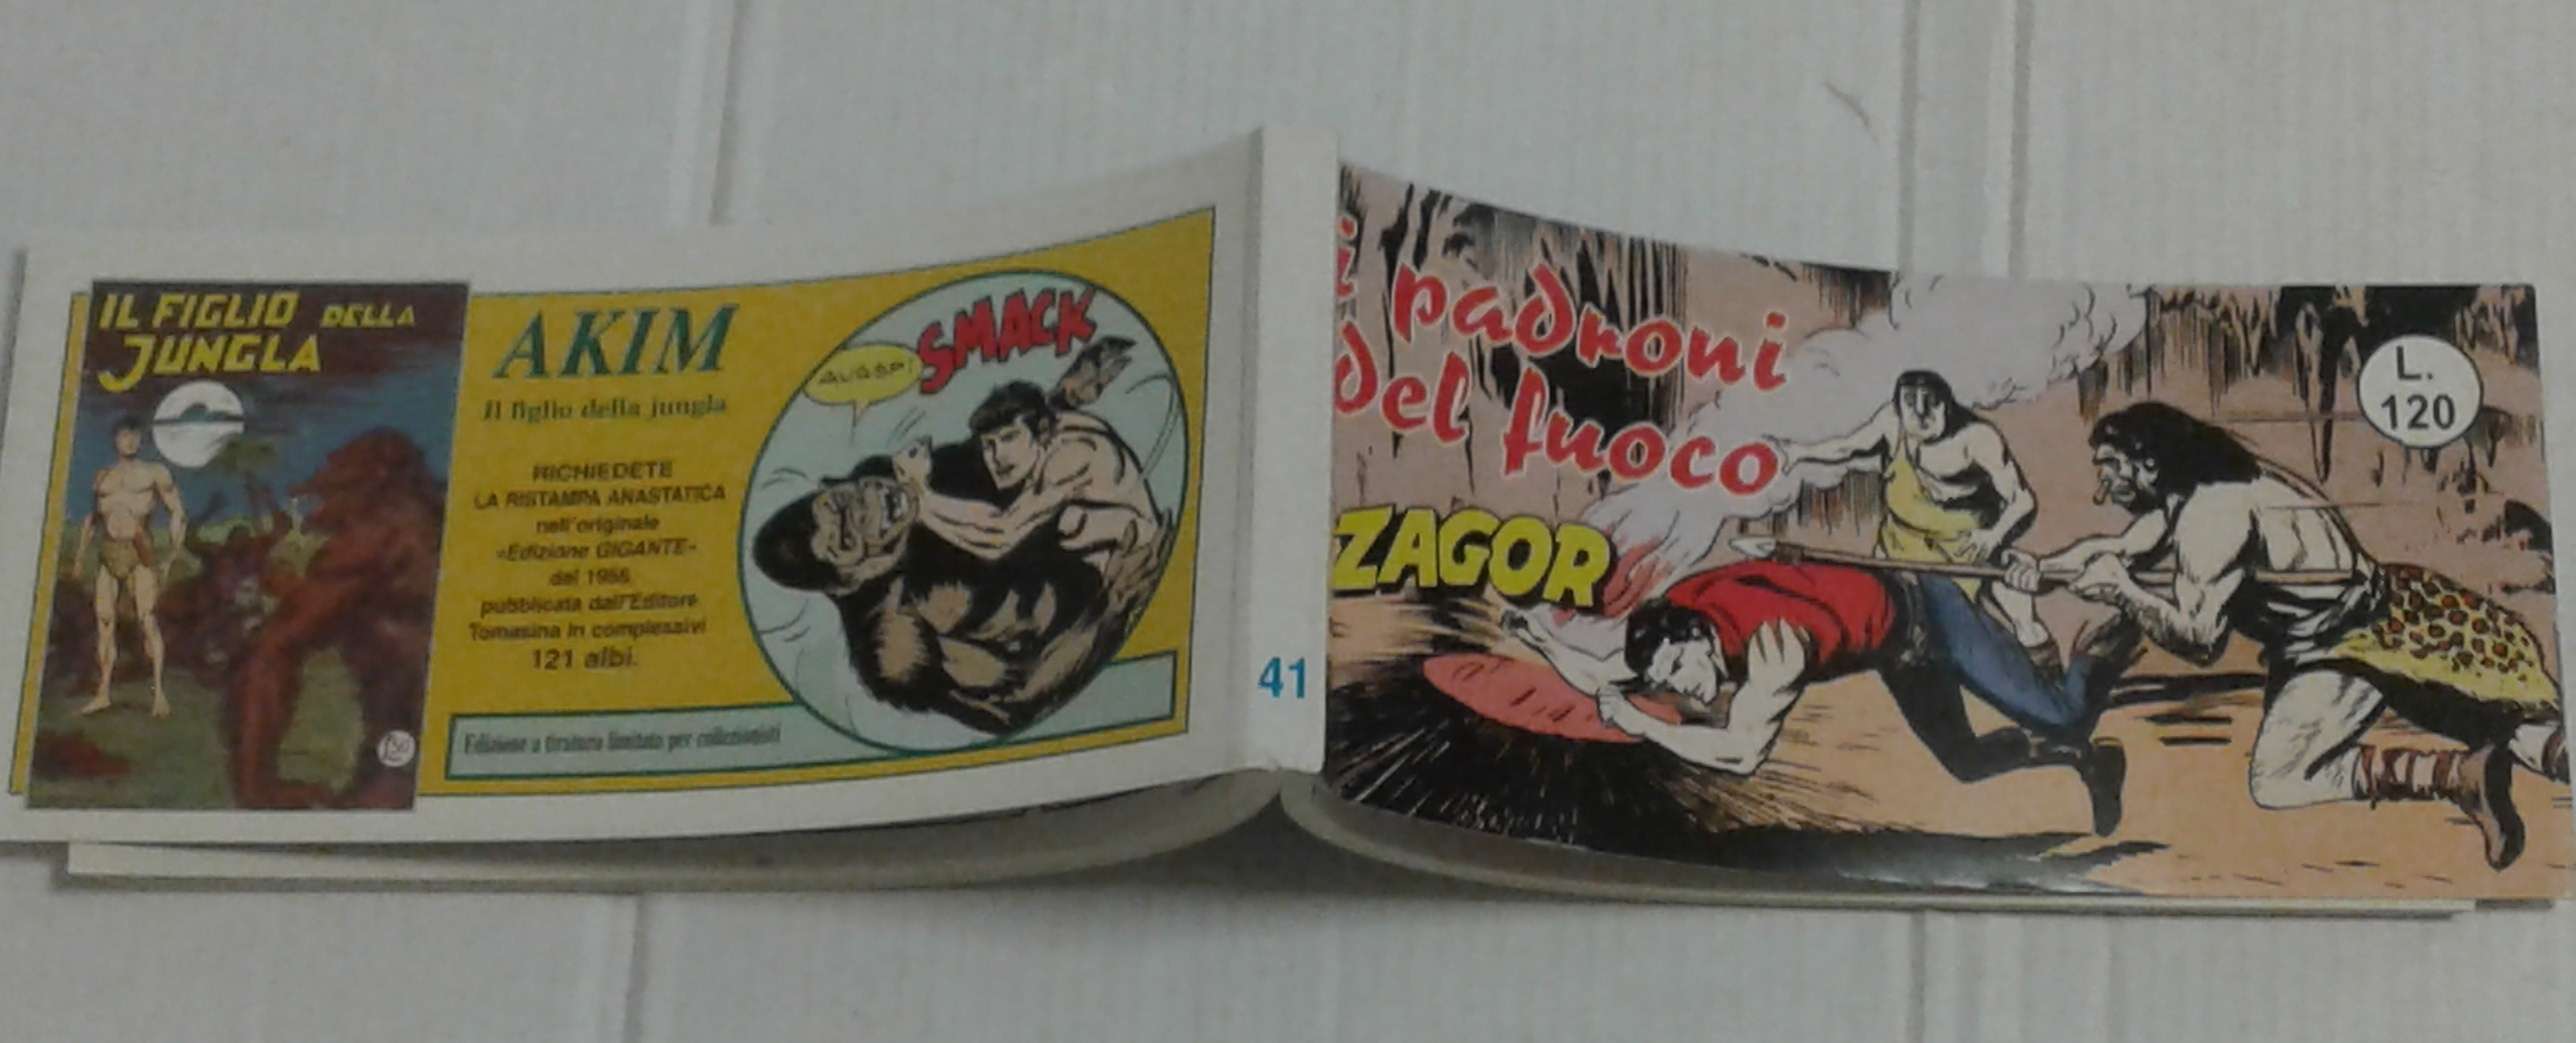 IL FIGLIO DELLA
JUNGLA
AKIM
Il figlio della jungla
RICHIEDETE
LA RISTAMPA ANASTATICA
nell'originale
«Edizione GIGANTE»
del
pubblicata dall'Editore
Tomasina in complessivi
121 albi.
Edizione a tiratura limitata per collezionisti
SMACK
41
i padroni
del fuoco
ZAGOR
L.
120